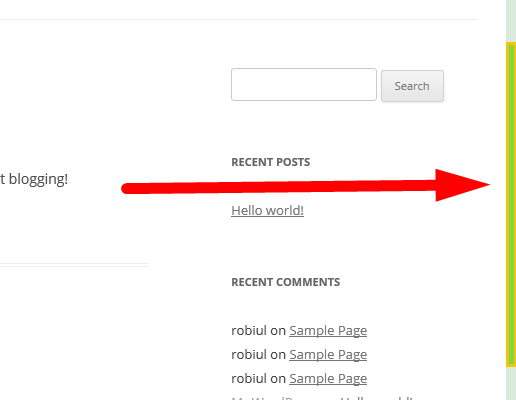 Search
RECENT POSTS
t blogging!
Hello world!
RECENT COMMENTS
robiul on Sample Page
robiul on Sample Page
robiul on Sample Page